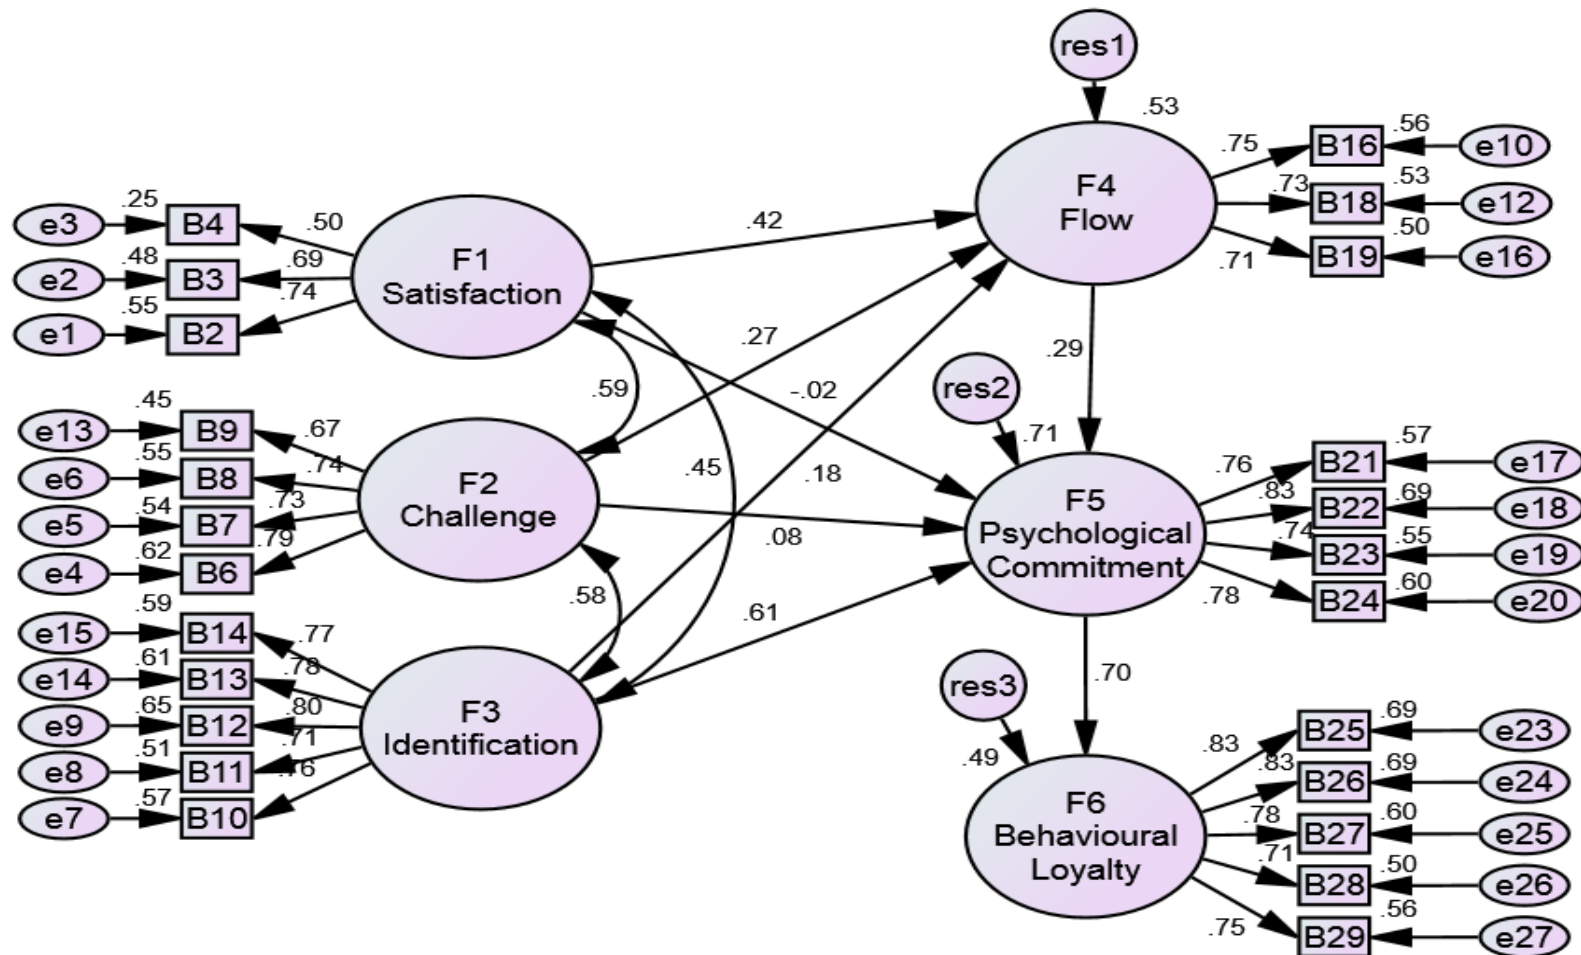 res1
.53
F4
Flow
.75
B16
.56
e10
.73
B18
.53
e12
.71
B19
.50
e16
e3
.25
B4
.50
e2
.48
B3
.69
e1
.55
B2
.74
F1
Satisfaction
.42
.27
-.02
.59
.45
.18
.29
e13
.45
B9
.67
e6
.55
B8
.74
e5
.54
B7
.73
e4
.62
B6
.79
F2
Challenge
.08
.58
.61
res2
.71
F5
Psychological
Commitment
.76
B21
.57
e17
.83
B22
.69
e18
.74
B23
.55
e19
.78
B24
.60
e20
e15
.59
B14
.77
e14
.61
B13
.78
e9
.65
B12
.80
e8
.51
B11
.71
e7
.57
B10
.76
F3
Identification
.70
res3
.49
F6
Behavioural
Loyalty
.83
B25
.69
e23
.83
B26
.69
e24
.78
B27
.60
e25
.71
B28
.50
e26
.75
B29
.56
e27